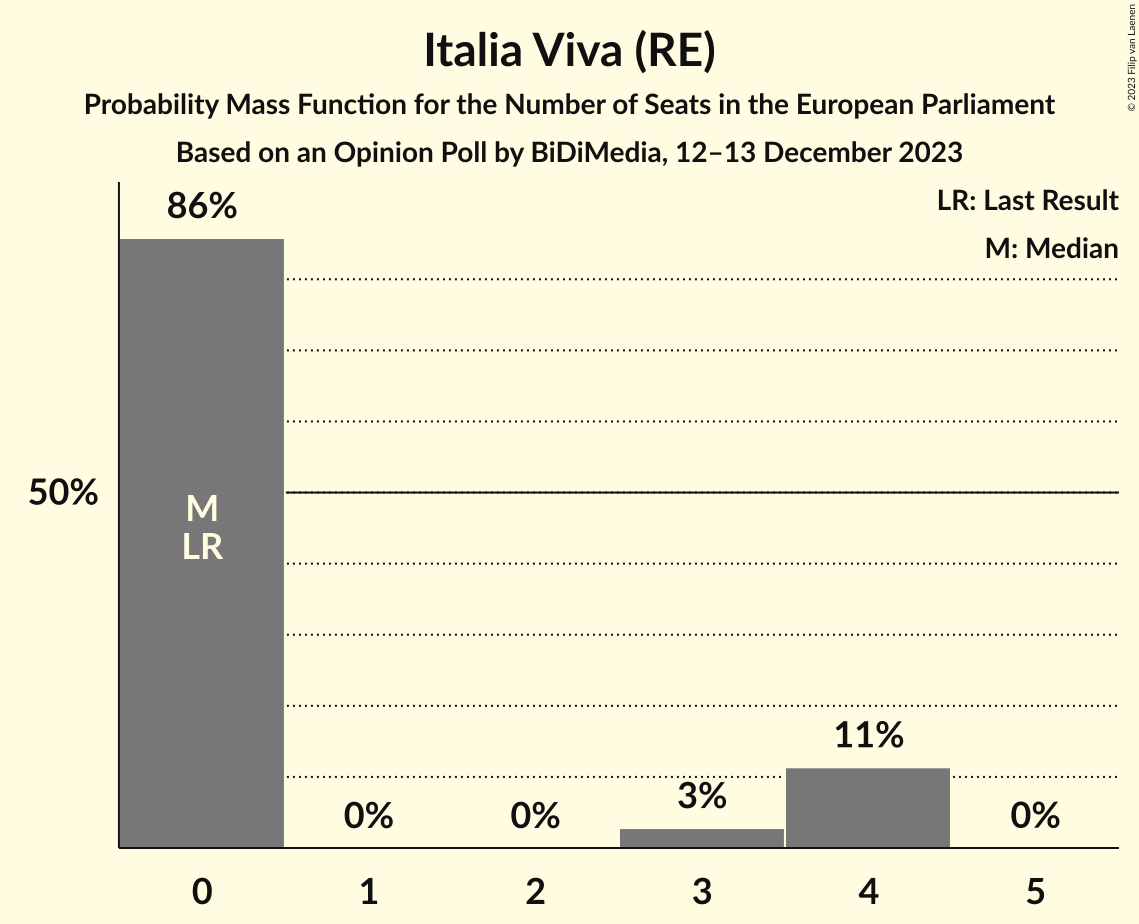 Italia Viva (RE)
Probability Mass Function for the Number of Seats in the European Parliament
Based on an Opinion Poll by BiDiMedia, 12–13 December 2023
© 2023 Filip van Laenen
LR: Last Result
M: Median
86%
50%
M
LR
0%
0%
3%
11%
0%
0 1 2 3 4 5